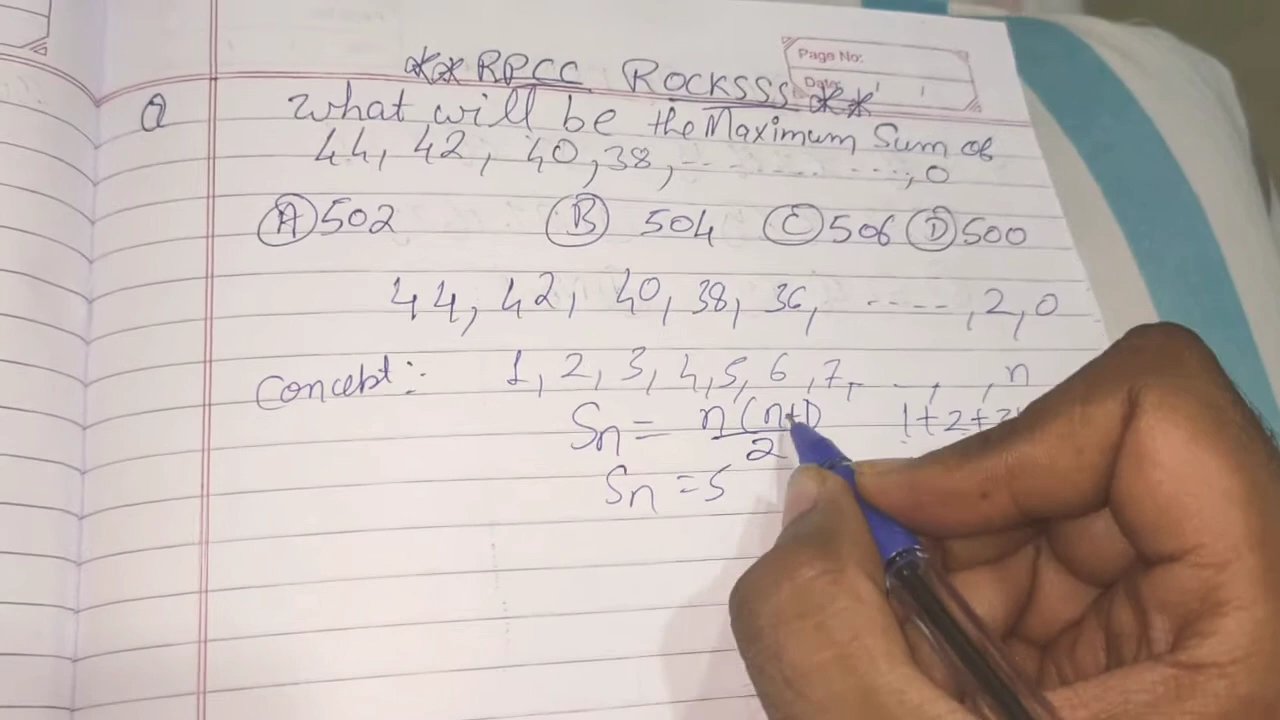 Page No:
** RPCC Rocksss **
Date: / /
Q What will be the Maximum Sum of
44, 42, 40, 38, ..........., 0
(A) 502 (B) 504 (C) 506 (D) 500
44, 42, 40, 38, 36, ....., 2, 0
Concept:- 1, 2, 3, 4, 5, 6, 7, . . , , n
Sn = n(n+1)/2 1+2+3
Sn = 5